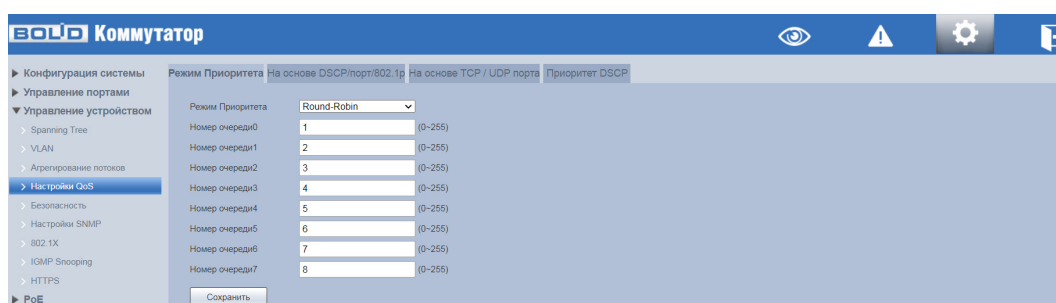 BOLID Коммутатор
Конфигурация системы
Управление портами
Управление устройством
Spanning Tree
VLAN
Агрегирование потоков
Настройки QoS
Безопасность
Настройки SNMP
802.1X
IGMP Snooping
HTTPS
PoE
Режим Приоритета На основе DSCP/порт/802.1p На основе TCP / UDP порта Приоритет DSCP
Режим Приоритета Round-Robin
Номер очереди0 1 (0~255)
Номер очереди1 2 (0~255)
Номер очереди2 3 (0~255)
Номер очереди3 4 (0~255)
Номер очереди4 5 (0~255)
Номер очереди5 6 (0~255)
Номер очереди6 7 (0~255)
Номер очереди7 8 (0~255)
Сохранить